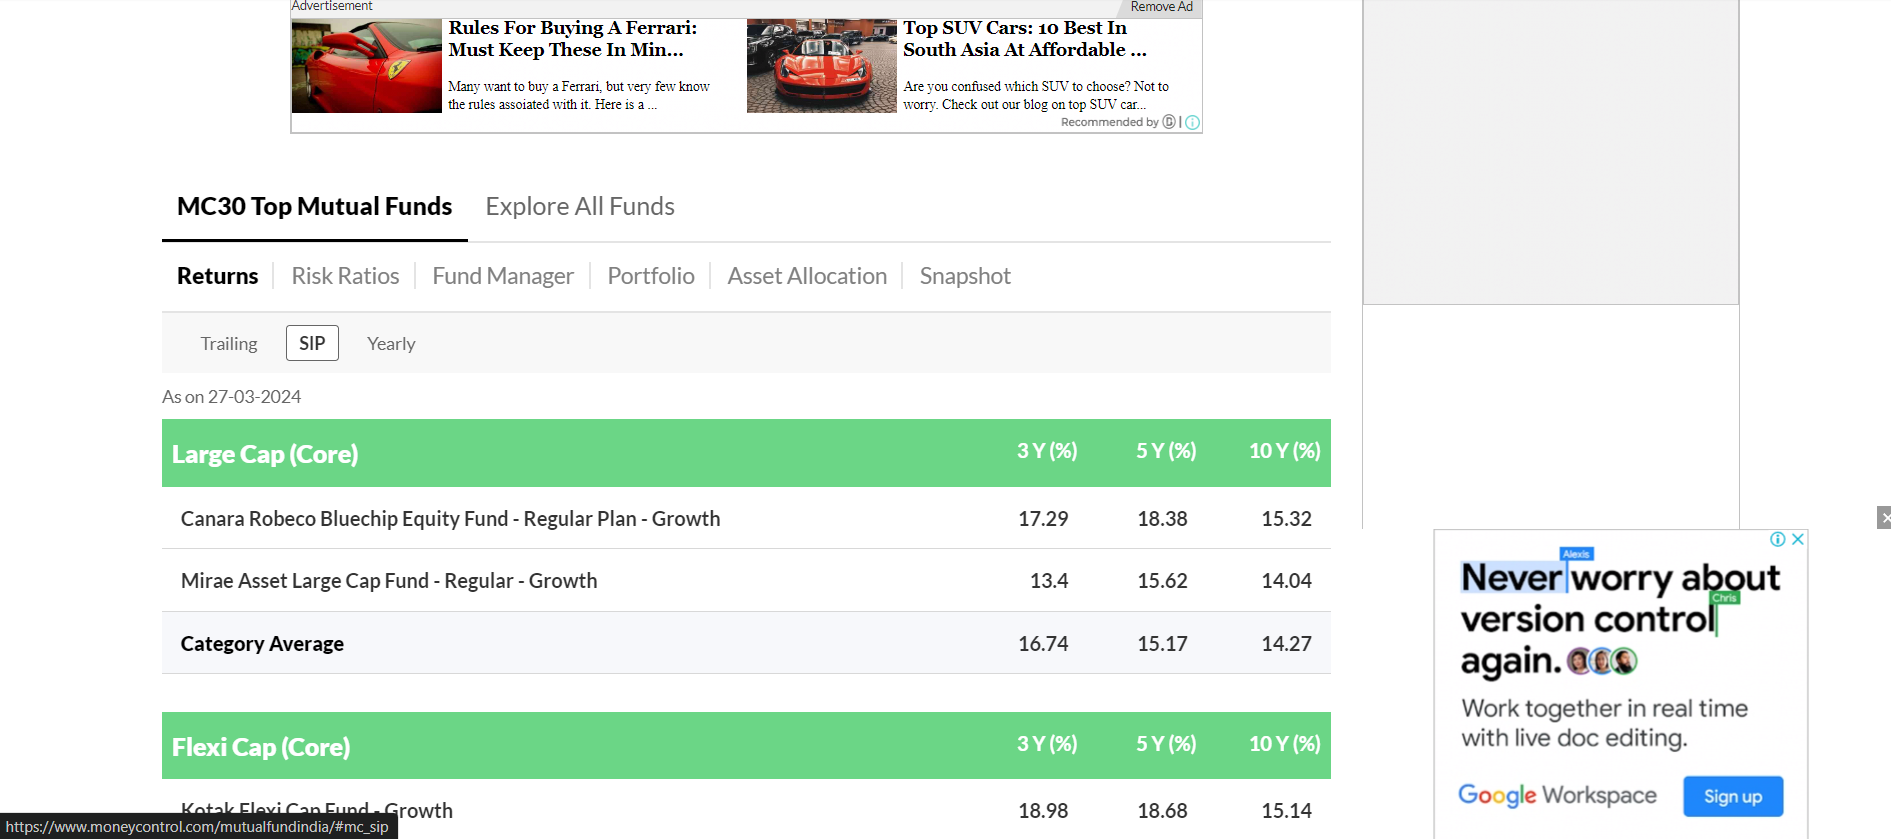 Advertisement
Remove Ad
Rules For Buying A Ferrari:
Must Keep These In Min...
Many want to buy a Ferrari, but very few know
the rules assoiated with it. Here is a ...
Top SUV Cars: 10 Best In
South Asia At Affordable ...
Are you confused which SUV to choose? Not to
worry. Check out our blog on top SUV car...
Recommended by
MC30 Top Mutual Funds Explore All Funds
Returns Risk Ratios Fund Manager Portfolio Asset Allocation Snapshot
Trailing SIP Yearly
As on 27-03-2024
Large Cap (Core) 3 Y (%) 5 Y (%) 10 Y (%)
Canara Robeco Bluechip Equity Fund - Regular Plan - Growth 17.29 18.38 15.32
Mirae Asset Large Cap Fund - Regular - Growth 13.4 15.62 14.04
Category Average 16.74 15.17 14.27
Flexi Cap (Core) 3 Y (%) 5 Y (%) 10 Y (%)
Kotak Flexi Cap Fund - Growth 18.98 18.68 15.14
https://www.moneycontrol.com/mutualfundindia/#mc_sip
Alexis
Never worry about
Chris
version control
again.
Work together in real time
with live doc editing.
Google Workspace
Sign up